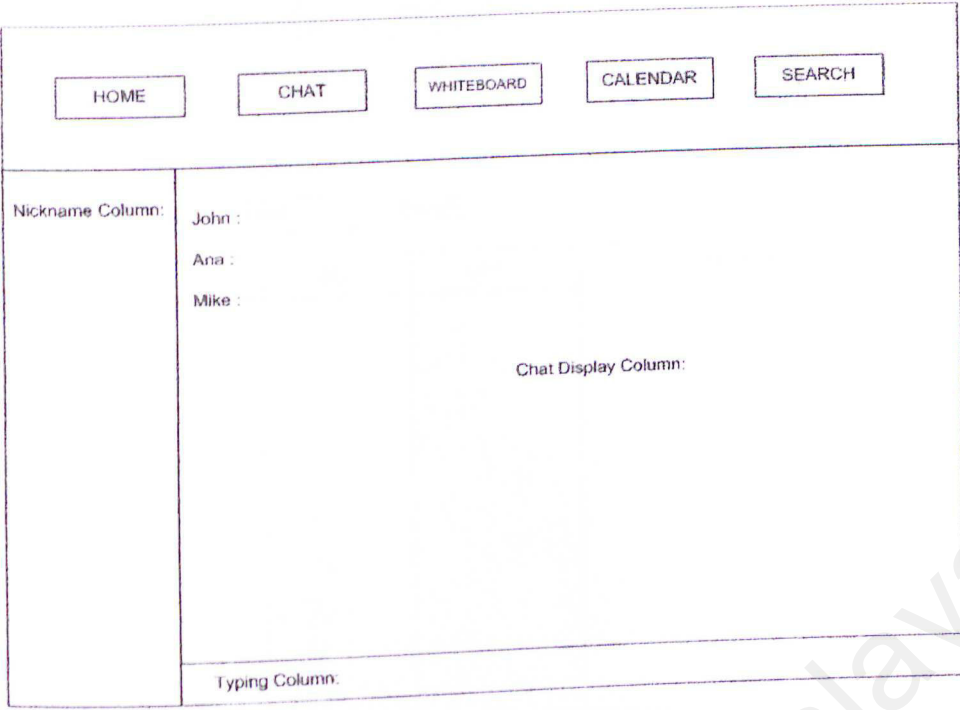 HOME
CHAT
WHITEBOARD
CALENDAR
SEARCH
Nickname Column:
John :
Ana :
Mike :
Chat Display Column:
Typing Column: